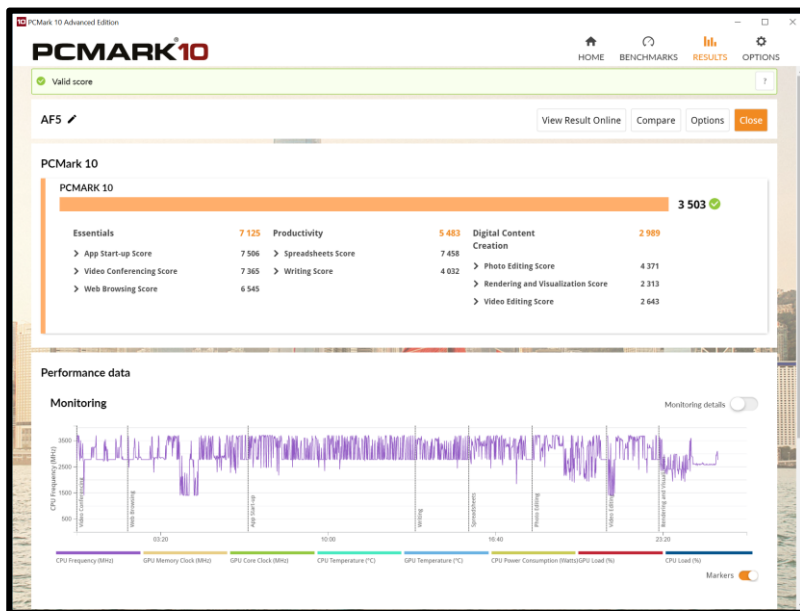 10 PCMark 10 Advanced Edition
PCMARK 10
HOME BENCHMARKS RESULTS OPTIONS
Valid score ?
AF5 View Result Online Compare Options Close
PCMark 10
PCMARK 10
3 503
Essentials 7 125
App Start-up Score 7 506
Video Conferencing Score 7 365
Web Browsing Score 6 545
Productivity 5 483
Spreadsheets Score 7 458
Writing Score 4 032
Digital Content
Creation 2 989
Photo Editing Score 4 371
Rendering and Visualization Score 2 313
Video Editing Score 2 643
Performance data
Monitoring Monitoring details
CPU Frequency (MHz)
3500
2500
1500
500
Video Conferencing
Web Browsing
App Start-up
Writing
Spreadsheets
Photo Editing
Video Editing
Rendering and
03:20 10:00 16:40 23:20
CPU Frequency (MHz) GPU Memory Clock (MHz) GPU Core Clock (MHz) CPU Temperature (°C) GPU Temperature (°C) CPU Power Consumption (Watts) GPU Load (%) CPU Load (%)
Markers